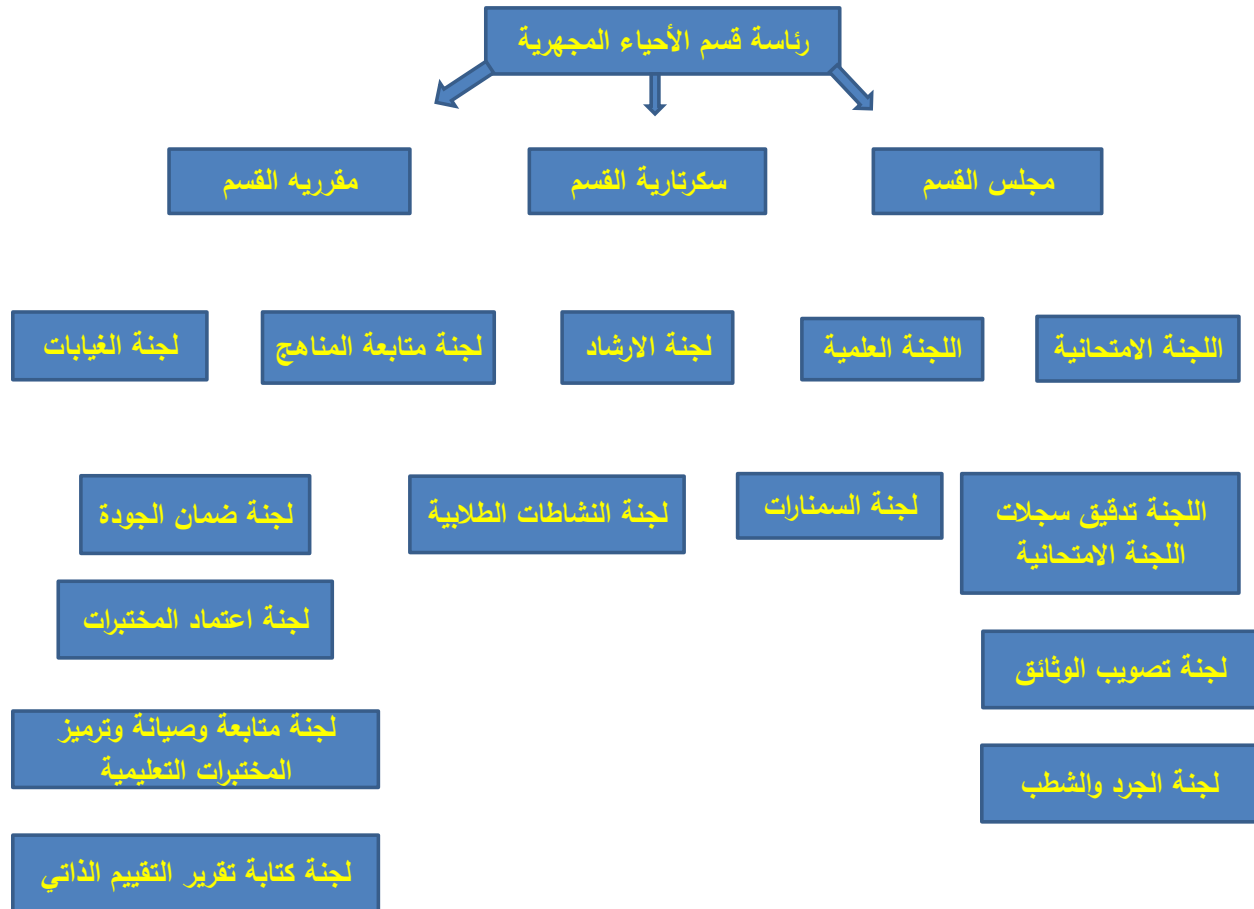 رئاسة قسم الأحياء المجهرية
مجلس القسم
سكرتارية القسم
مقرريه القسم
اللجنة الامتحانية
اللجنة العلمية
لجنة الارشاد
لجنة متابعة المناهج
لجنة الغيابات
اللجنة تدقيق سجلات
اللجنة الامتحانية
لجنة السمنارات
لجنة النشاطات الطلابية
لجنة ضمان الجودة
لجنة اعتماد المختبرات
لجنة تصويب الوثائق
لجنة متابعة وصيانة وترميز
المختبرات التعليمية
لجنة الجرد والشطب
لجنة كتابة تقرير التقييم الذاتي